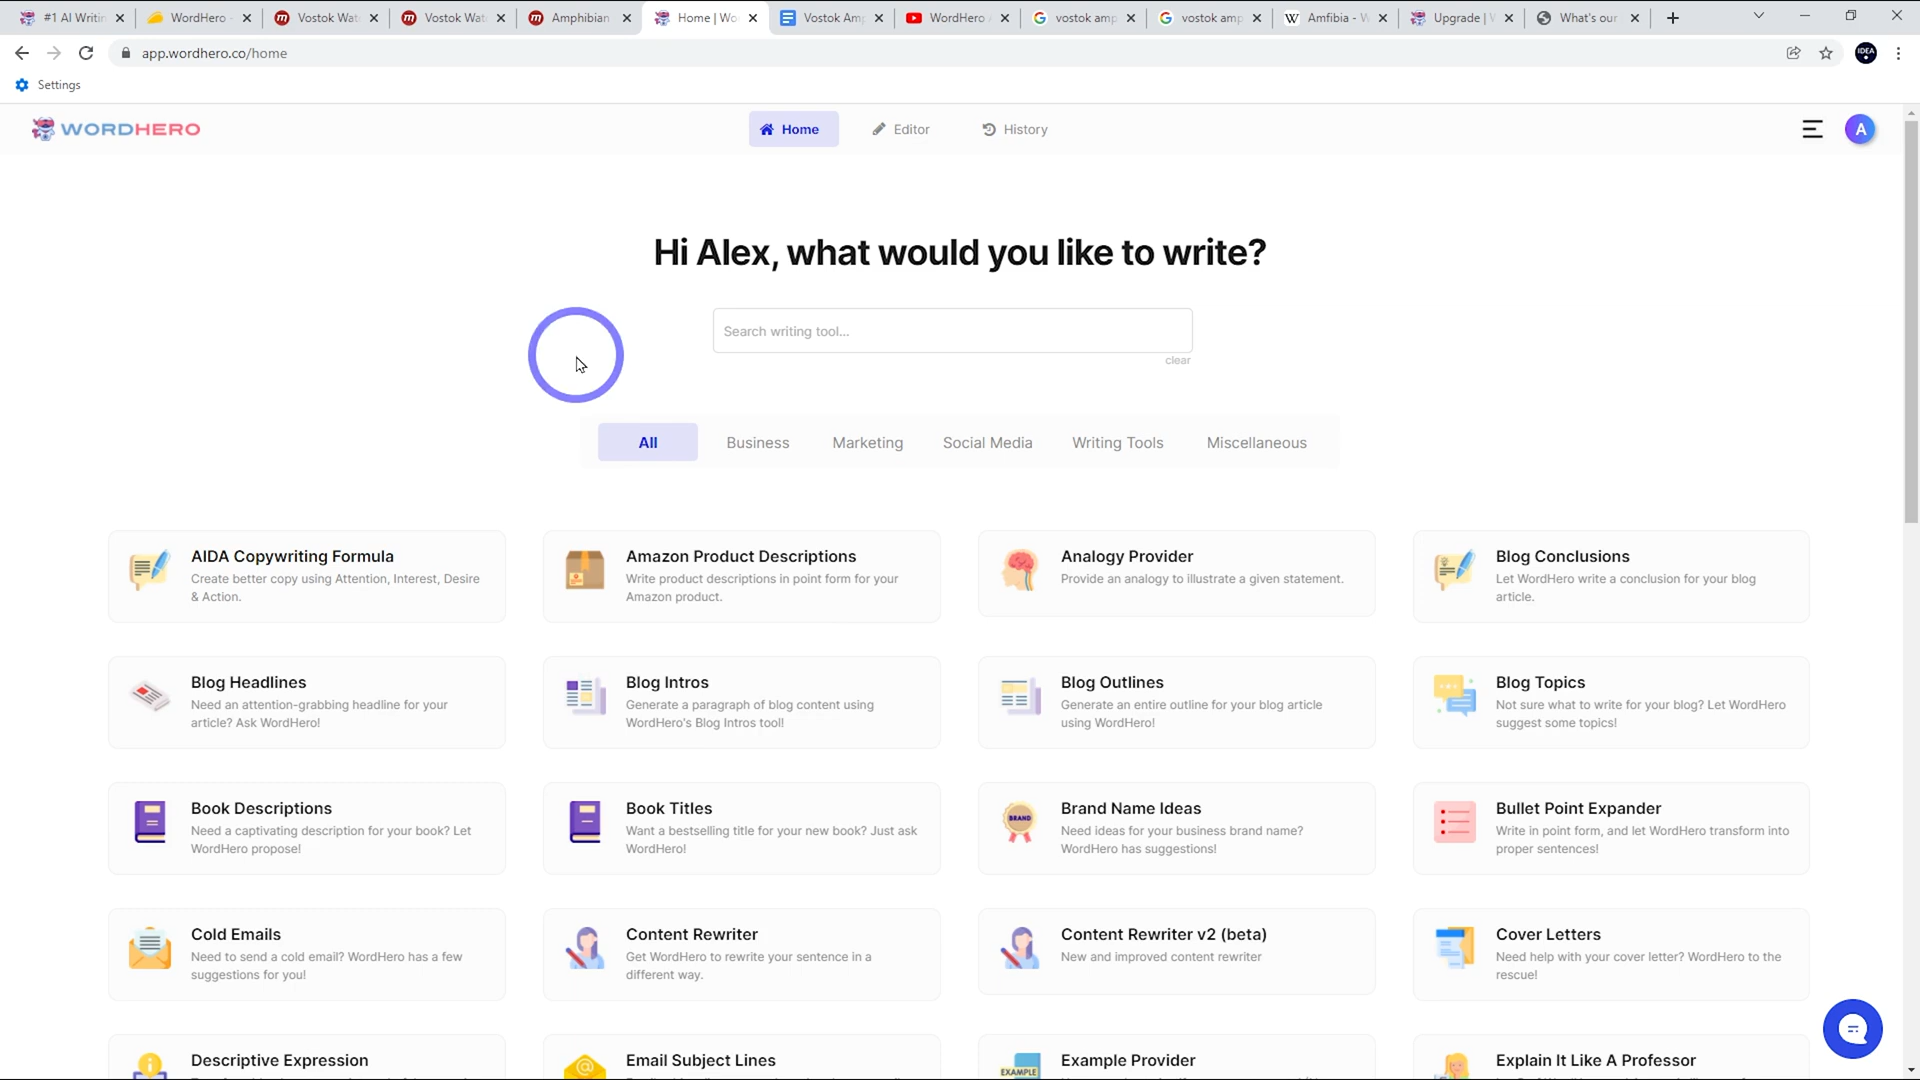 #1 AI Writin
WordHero -
Vostok Wat
Vostok Wat
Amphibian
Home | Wo
Vostok Am
WordHero
vostok amp
vostok amp
Amfibia - W
Upgrade |
What's our
app.wordhero.co/home
IDEA
Settings
WORDHERO
Home
Editor
History
A
Hi Alex, what would you like to write?
Search writing tool...
clear
All
Business
Marketing
Social Media
Writing Tools
Miscellaneous
AIDA Copywriting Formula
Create better copy using Attention, Interest, Desire
& Action.
Amazon Product Descriptions
Write product descriptions in point form for your
Amazon product.
Analogy Provider
Provide an analogy to illustrate a given statement.
Blog Conclusions
Let WordHero write a conclusion for your blog
article.
Blog Headlines
Need an attention-grabbing headline for your
article? Ask WordHero!
Blog Intros
Generate a paragraph of blog content using
WordHero's Blog Intros tool!
Blog Outlines
Generate an entire outline for your blog article
using WordHero!
Blog Topics
Not sure what to write for your blog? Let WordHero
suggest some topics!
Book Descriptions
Need a captivating description for your book? Let
WordHero propose!
Book Titles
Want a bestselling title for your new book? Just ask
WordHero!
BRAND
Brand Name Ideas
Need ideas for your business brand name?
WordHero has suggestions!
Bullet Point Expander
Write in point form, and let WordHero transform into
proper sentences!
Cold Emails
Need to send a cold email? WordHero has a few
suggestions for you!
Content Rewriter
Get WordHero to rewrite your sentence in a
different way.
Content Rewriter v2 (beta)
New and improved content rewriter
Cover Letters
Need help with your cover letter? WordHero to the
rescue!
Descriptive Expression
Email Subject Lines
EXAMPLE
Example Provider
Explain It Like A Professor